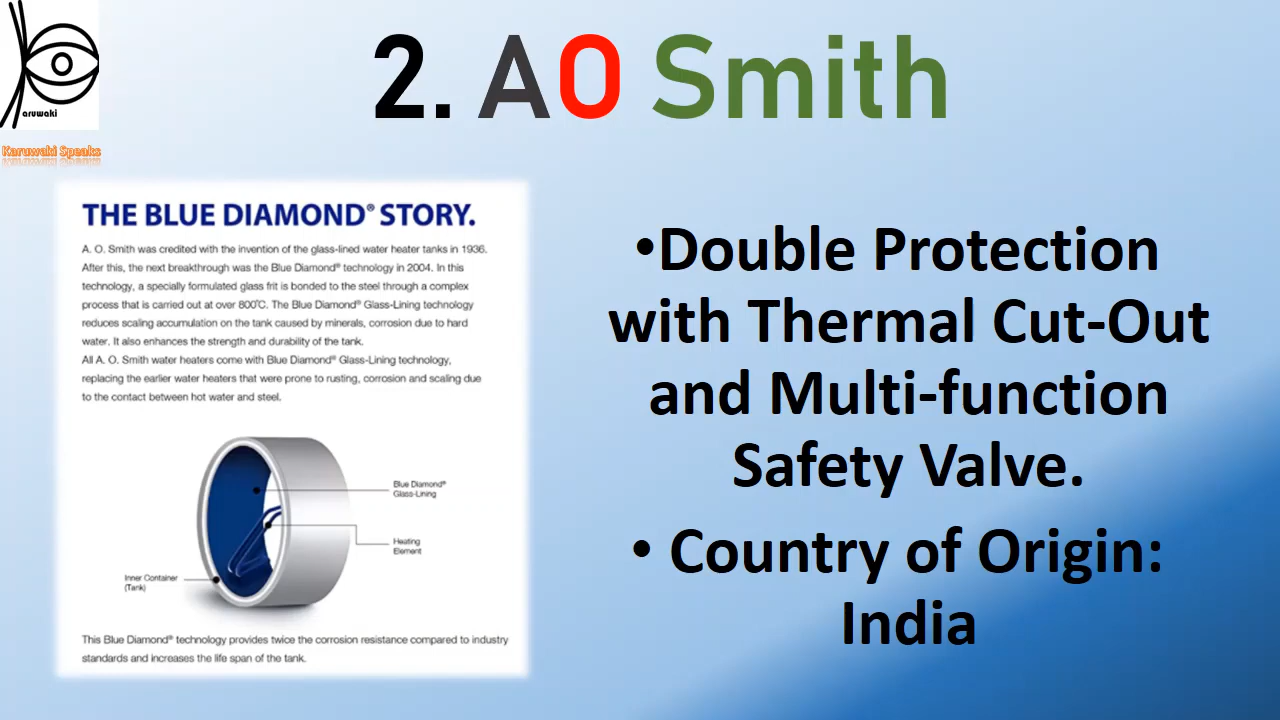 aruwaki
Karuwaki Speaks
2. AO Smith
THE BLUE DIAMOND® STORY.
A. O. Smith was credited with the invention of the glass-lined water heater tanks in 1936.
After this, the next breakthrough was the Blue Diamond® technology in 2004. In this
technology, a specially formulated glass frit is bonded to the steel through a complex
process that is carried out at over 800°C. The Blue Diamond® Glass-Lining technology
reduces scaling accumulation on the tank caused by minerals, corrosion due to hard
water. It also enhances the strength and durability of the tank.
All A. O. Smith water heaters come with Blue Diamond® Glass-Lining technology,
replacing the earlier water heaters that were prone to rusting, corrosion and scaling due
to the contact between hot water and steel.
Blue Diamond®
Glass-Lining
Heating
Element
Inner Container
(Tank)
This Blue Diamond® technology provides twice the corrosion resistance compared to industry
standards and increases the life span of the tank.
•Double Protection
with Thermal Cut-Out
and Multi-function
Safety Valve.
• Country of Origin:
India